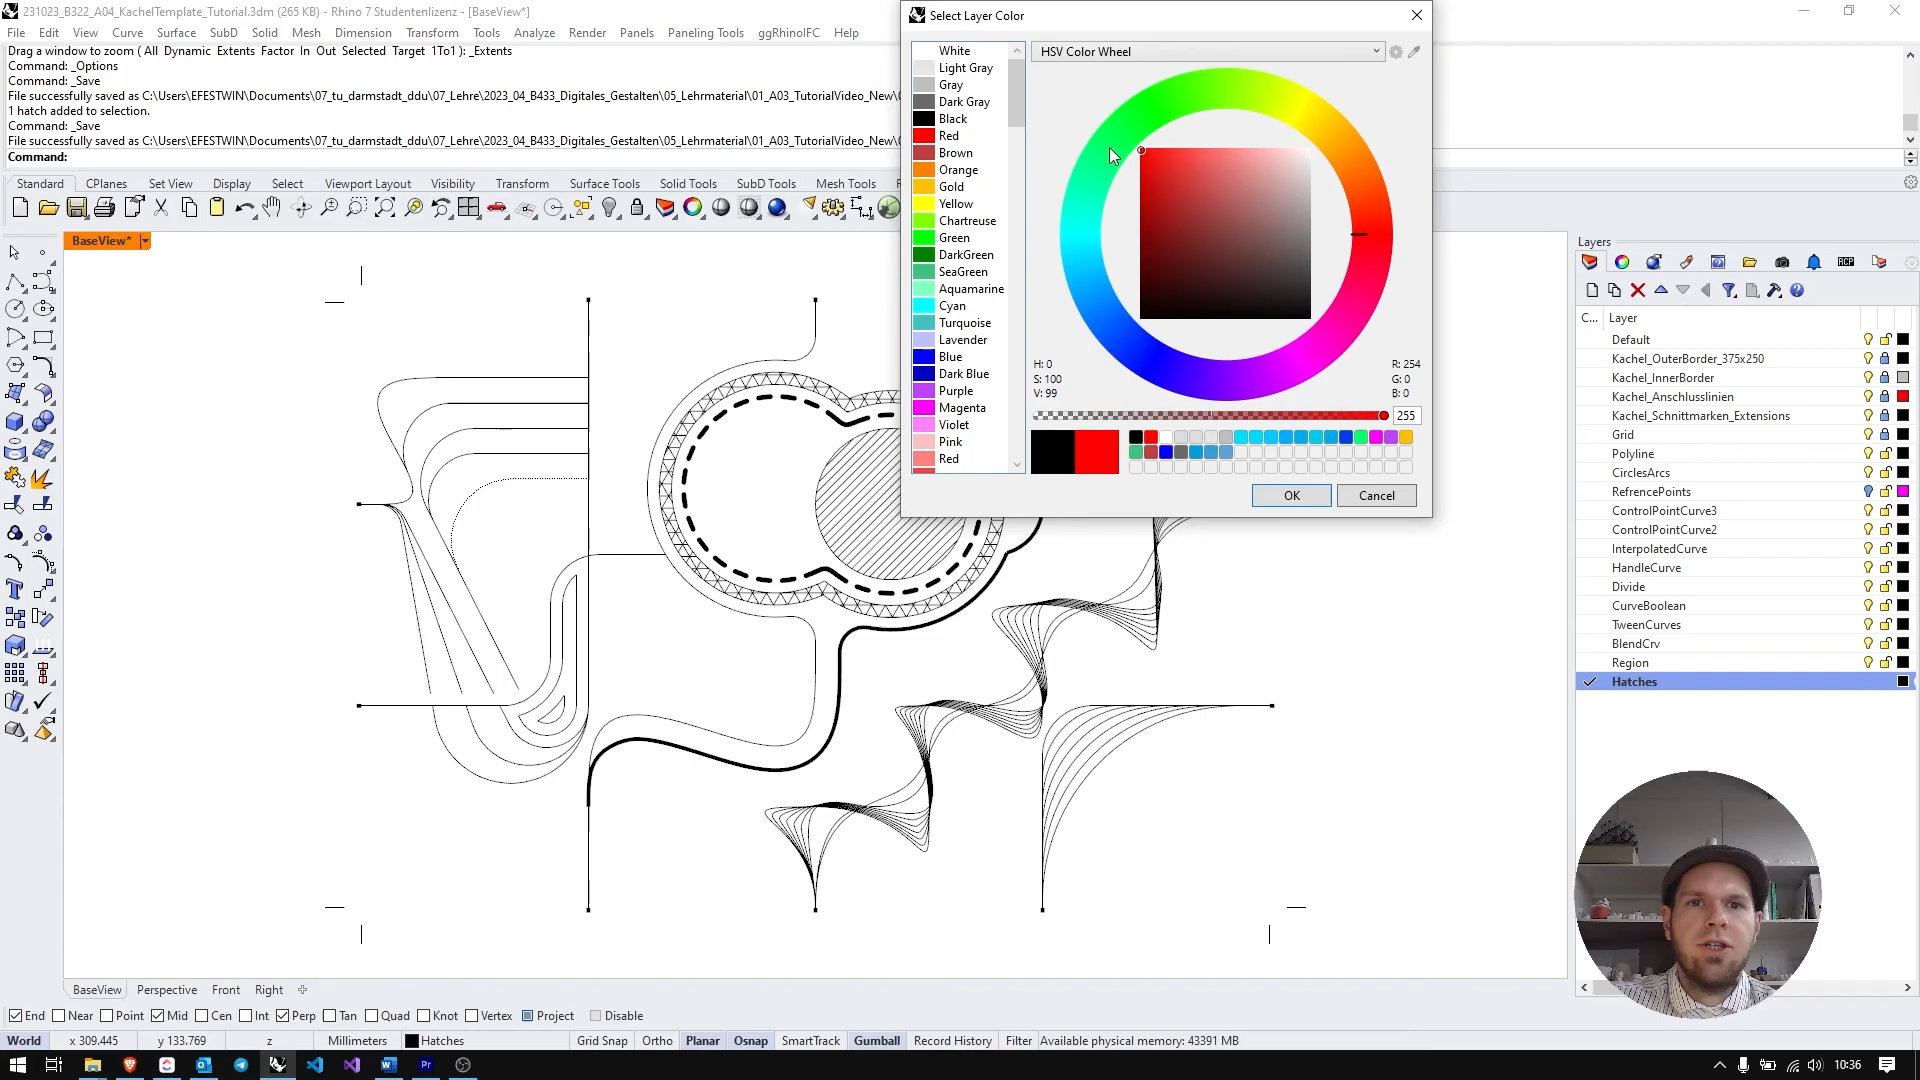 231023_B322_A04_KachelTemplate_Tutorial.3dm (265 KB) - Rhino 7 Studentenlizenz - [BaseView*]
File Edit View Curve Surface SubD Solid Mesh Dimension Transform Tools Analyze Render Panels Paneling Tools ggRhinoIFC Help
Drag a window to zoom ( All Dynamic Extents Factor In Out Selected Target 1To1 ): _Extents
Command: _Options
Command: _Save
File successfully saved as C:\Users\EFESTWIN\Documents\07_tu_darmstadt_ddu\07_Lehre\2023_04_B433_Digitales_Gestalten\05_Lehrmaterial\01_A03_TutorialVideo_New\
1 hatch added to selection.
Command: _Save
File successfully saved as C:\Users\EFESTWIN\Documents\07_tu_darmstadt_ddu\07_Lehre\2023_04_B433_Digitales_Gestalten\05_Lehrmaterial\01_A03_TutorialVideo_New\
Command:
Standard CPlanes Set View Display Select Viewport Layout Visibility Transform Surface Tools Solid Tools SubD Tools Mesh Tools
BaseView*
Select Layer Color
HSV Color Wheel
White
Light Gray
Gray
Dark Gray
Black
Red
Brown
Orange
Gold
Yellow
Chartreuse
Green
DarkGreen
SeaGreen
Aquamarine
Cyan
Turquoise
Lavender
Blue
Dark Blue
Purple
Magenta
Violet
Pink
Red
H: 0
S: 100
V: 99
R: 254
G: 0
B: 0
255
OK Cancel
Layers
RCP
C... Layer
Default
Kachel_OuterBorder_375x250
Kachel_InnerBorder
Kachel_Anschlusslinien
Kachel_Schnittmarken_Extensions
Grid
Polyline
CirclesArcs
RefrencePoints
ControlPointCurve3
ControlPointCurve2
InterpolatedCurve
HandleCurve
Divide
CurveBoolean
TweenCurves
BlendCrv
Region
Hatches
BaseView Perspective Front Right
End Near Point Mid Cen Int Perp Tan Quad Knot Vertex Project Disable
World x 309.445 y 133.769 z Millimeters Hatches Grid Snap Ortho Planar Osnap SmartTrack Gumball Record History Filter Available physical memory: 43391 MB
Pr
10:36